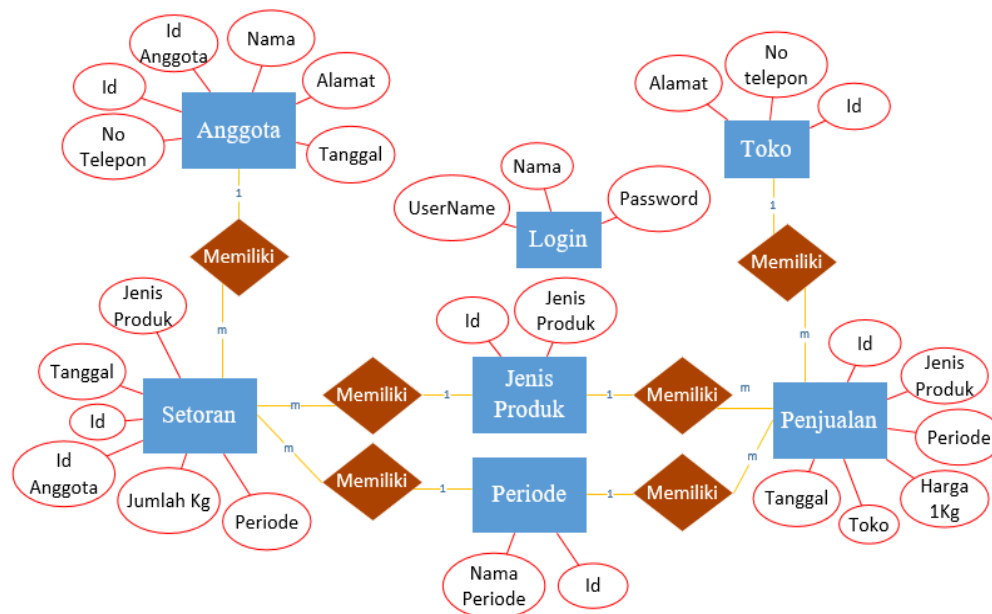 Id
Anggota
Nama
Alamat
Id
No
Telepon
Anggota
Tanggal
1
Memiliki
m
Alamat
No
telepon
Id
Toko
1
Memiliki
m
Nama
UserName
Password
Login
Jenis
Produk
Tanggal
Id
Id
Anggota
Jumlah Kg
Periode
Setoran
m
Memiliki
1
m
Memiliki
1
Id
Jenis
Produk
Jenis
Produk
1
Memiliki
m
Periode
1
Memiliki
m
Nama
Periode
Id
Id
Jenis
Produk
Penjualan
Periode
Harga
1Kg
Tanggal
Toko